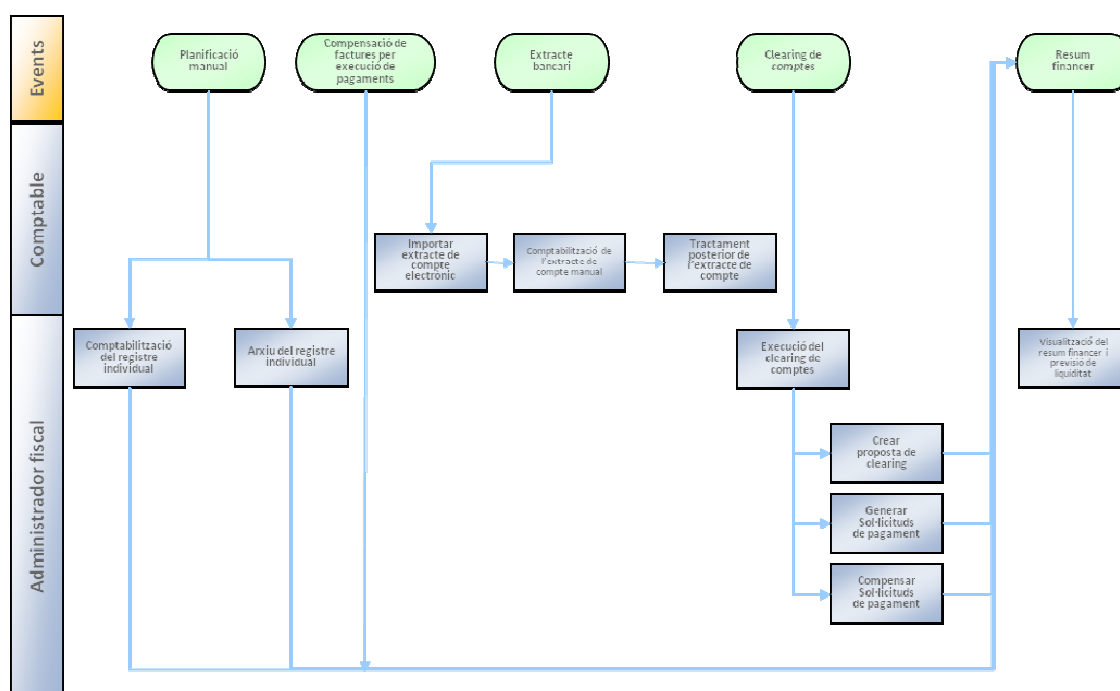 Events
Planificació
manual
Compensació de
factures per
execució de
pagaments
Extracte
bancari
Clearing de
comptes
Resum
financer
Comptable
Importar
extracte de
compte
electrònic
Comptabilització de
l'extracte de
compte manual
Tractament
posterior de
l'extracte de
compte
Administrador fiscal
Comptabilització
del registre
individual
Arxiu del registre
individual
Execució del
clearing de
comptes
Visualització del
resum financer i
previsió de
liquiditat
Crear
proposta de
clearing
Generar
Sol·licituds
de pagament
Compensar
Sol·licituds
de pagament